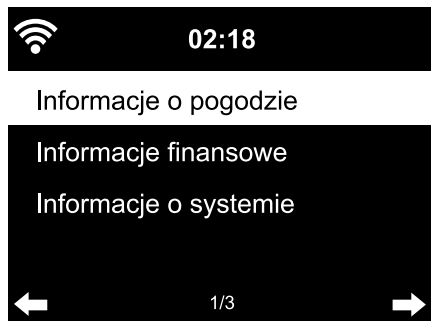 02:18
Informacje o pogodzie
Informacje finansowe
Informacje o systemie
1/3